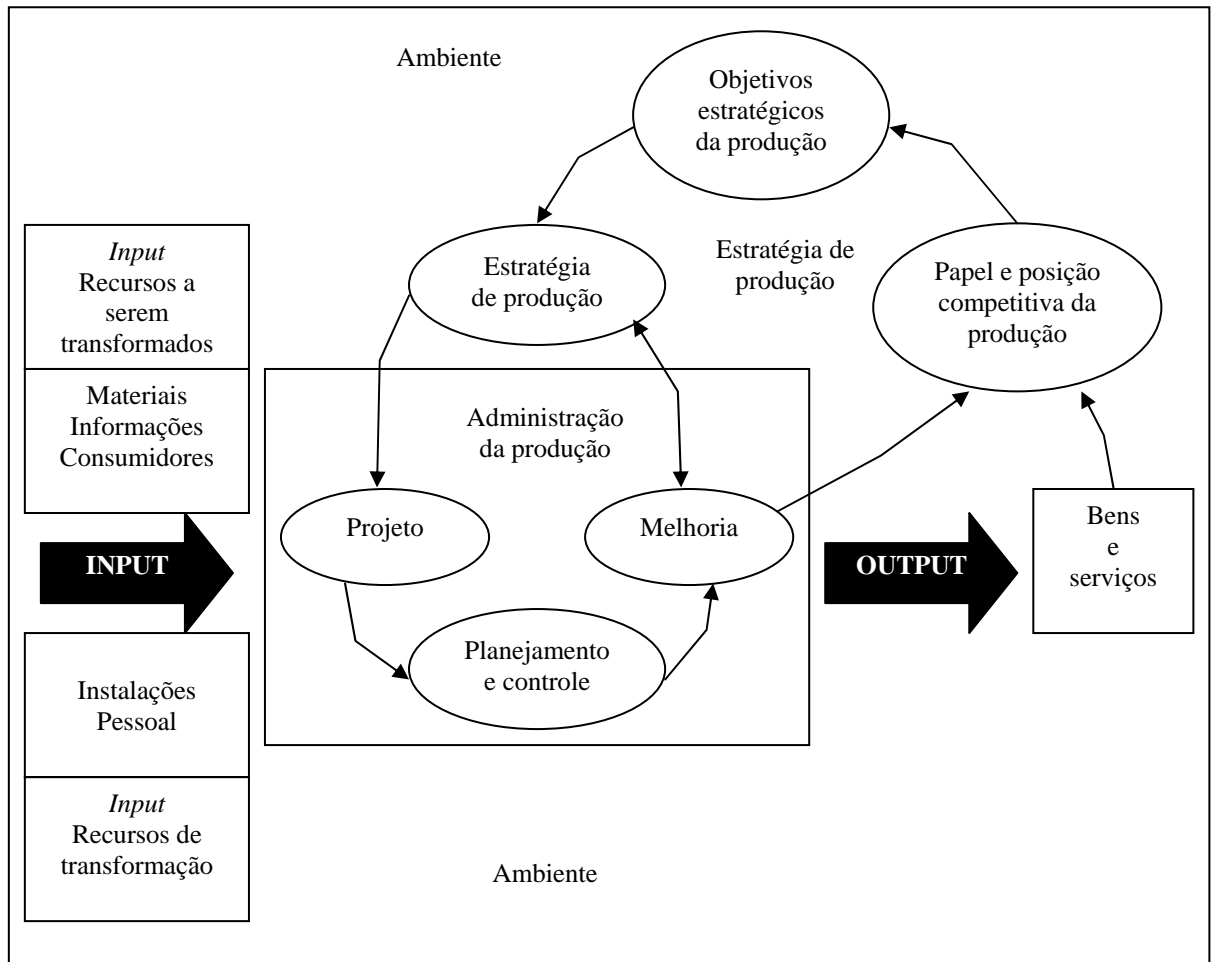 Ambiente
Objetivos
estratégicos
da produção
Estratégia
de produção
Estratégia de
produção
Papel e posição
competitiva da
produção
Input
Recursos a
serem
transformados
Materiais
Informações
Consumidores
INPUT
Instalações
Pessoal
Input
Recursos de
transformação
Administração
da produção
Projeto
Melhoria
Planejamento
e controle
OUTPUT
Bens
e
serviços
Ambiente